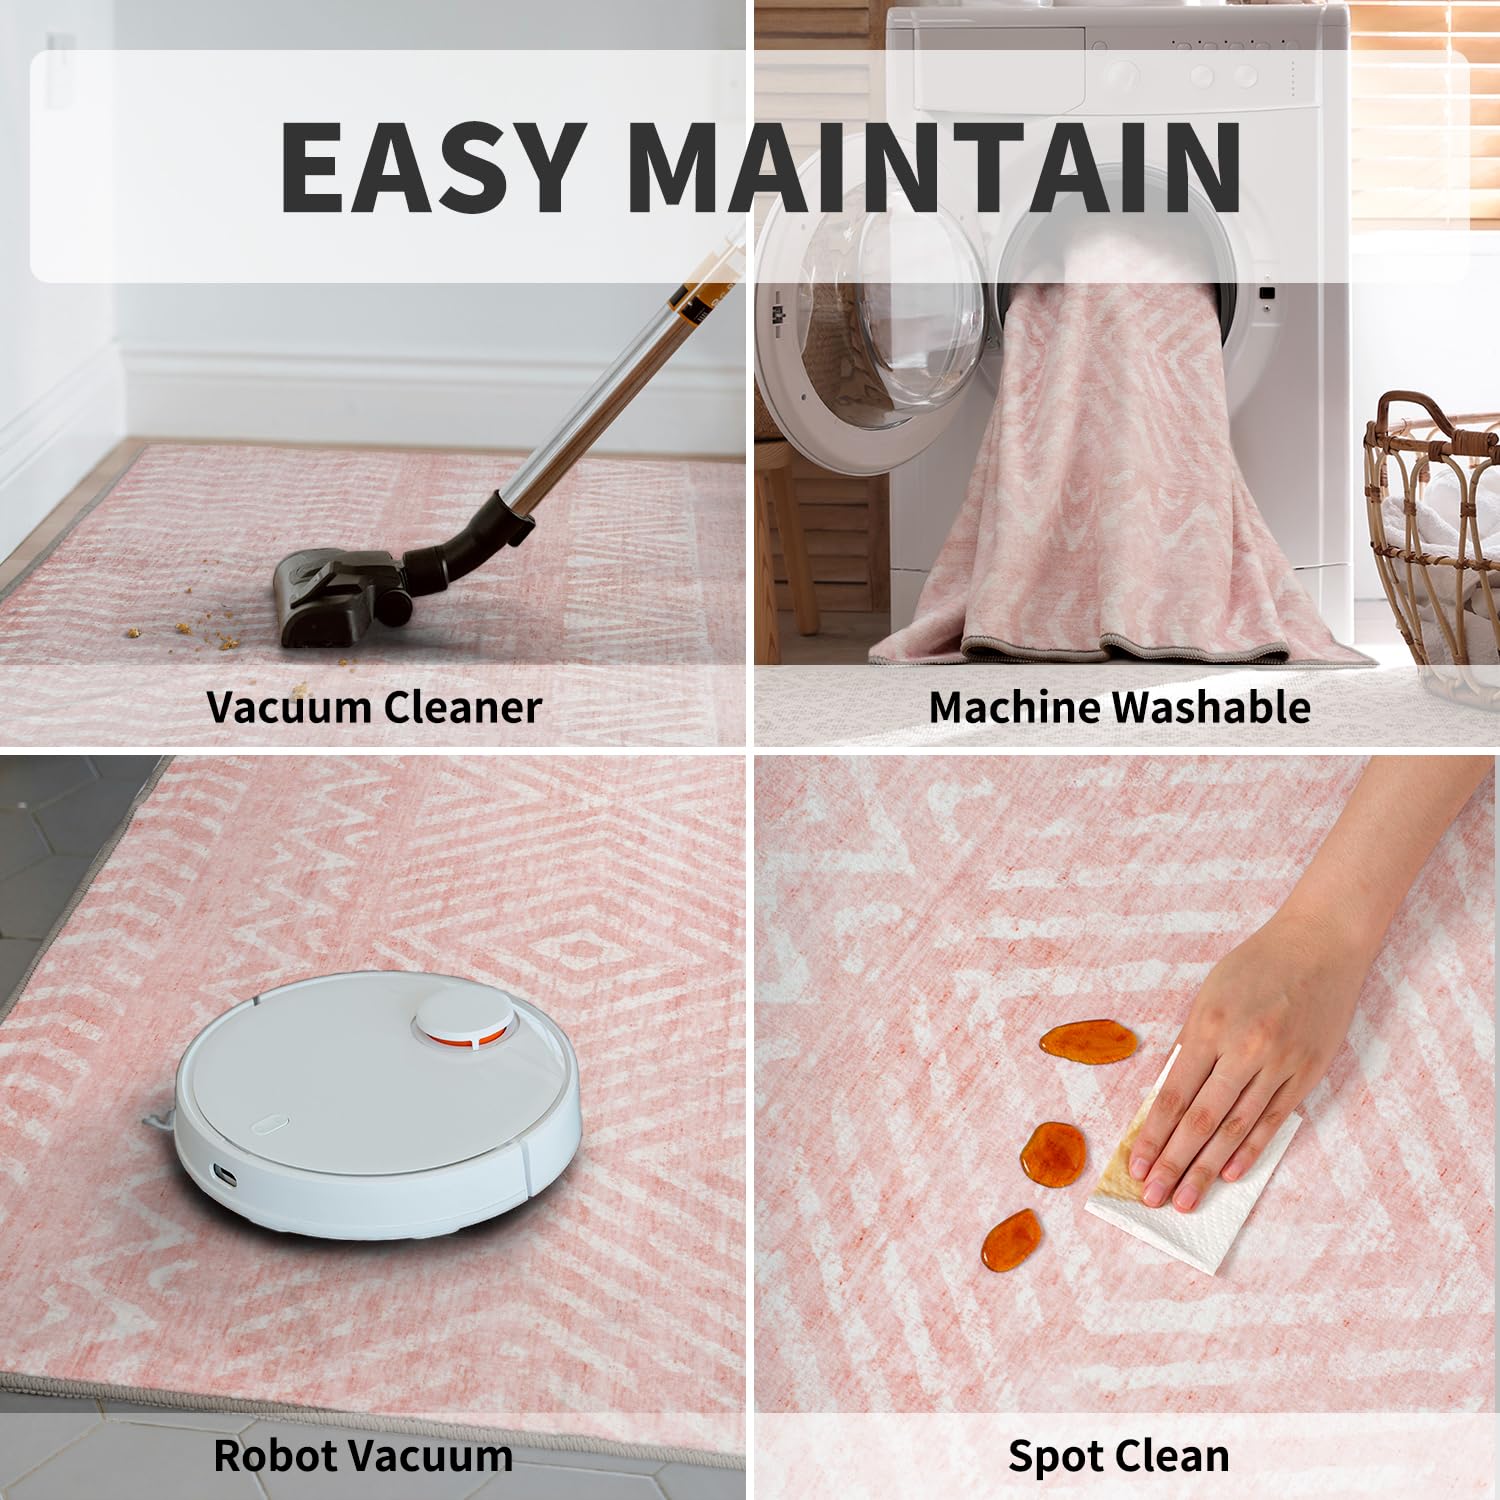 EASY MAINTAIN
Vacuum Cleaner
Machine Washable
Robot Vacuum
Spot Clean